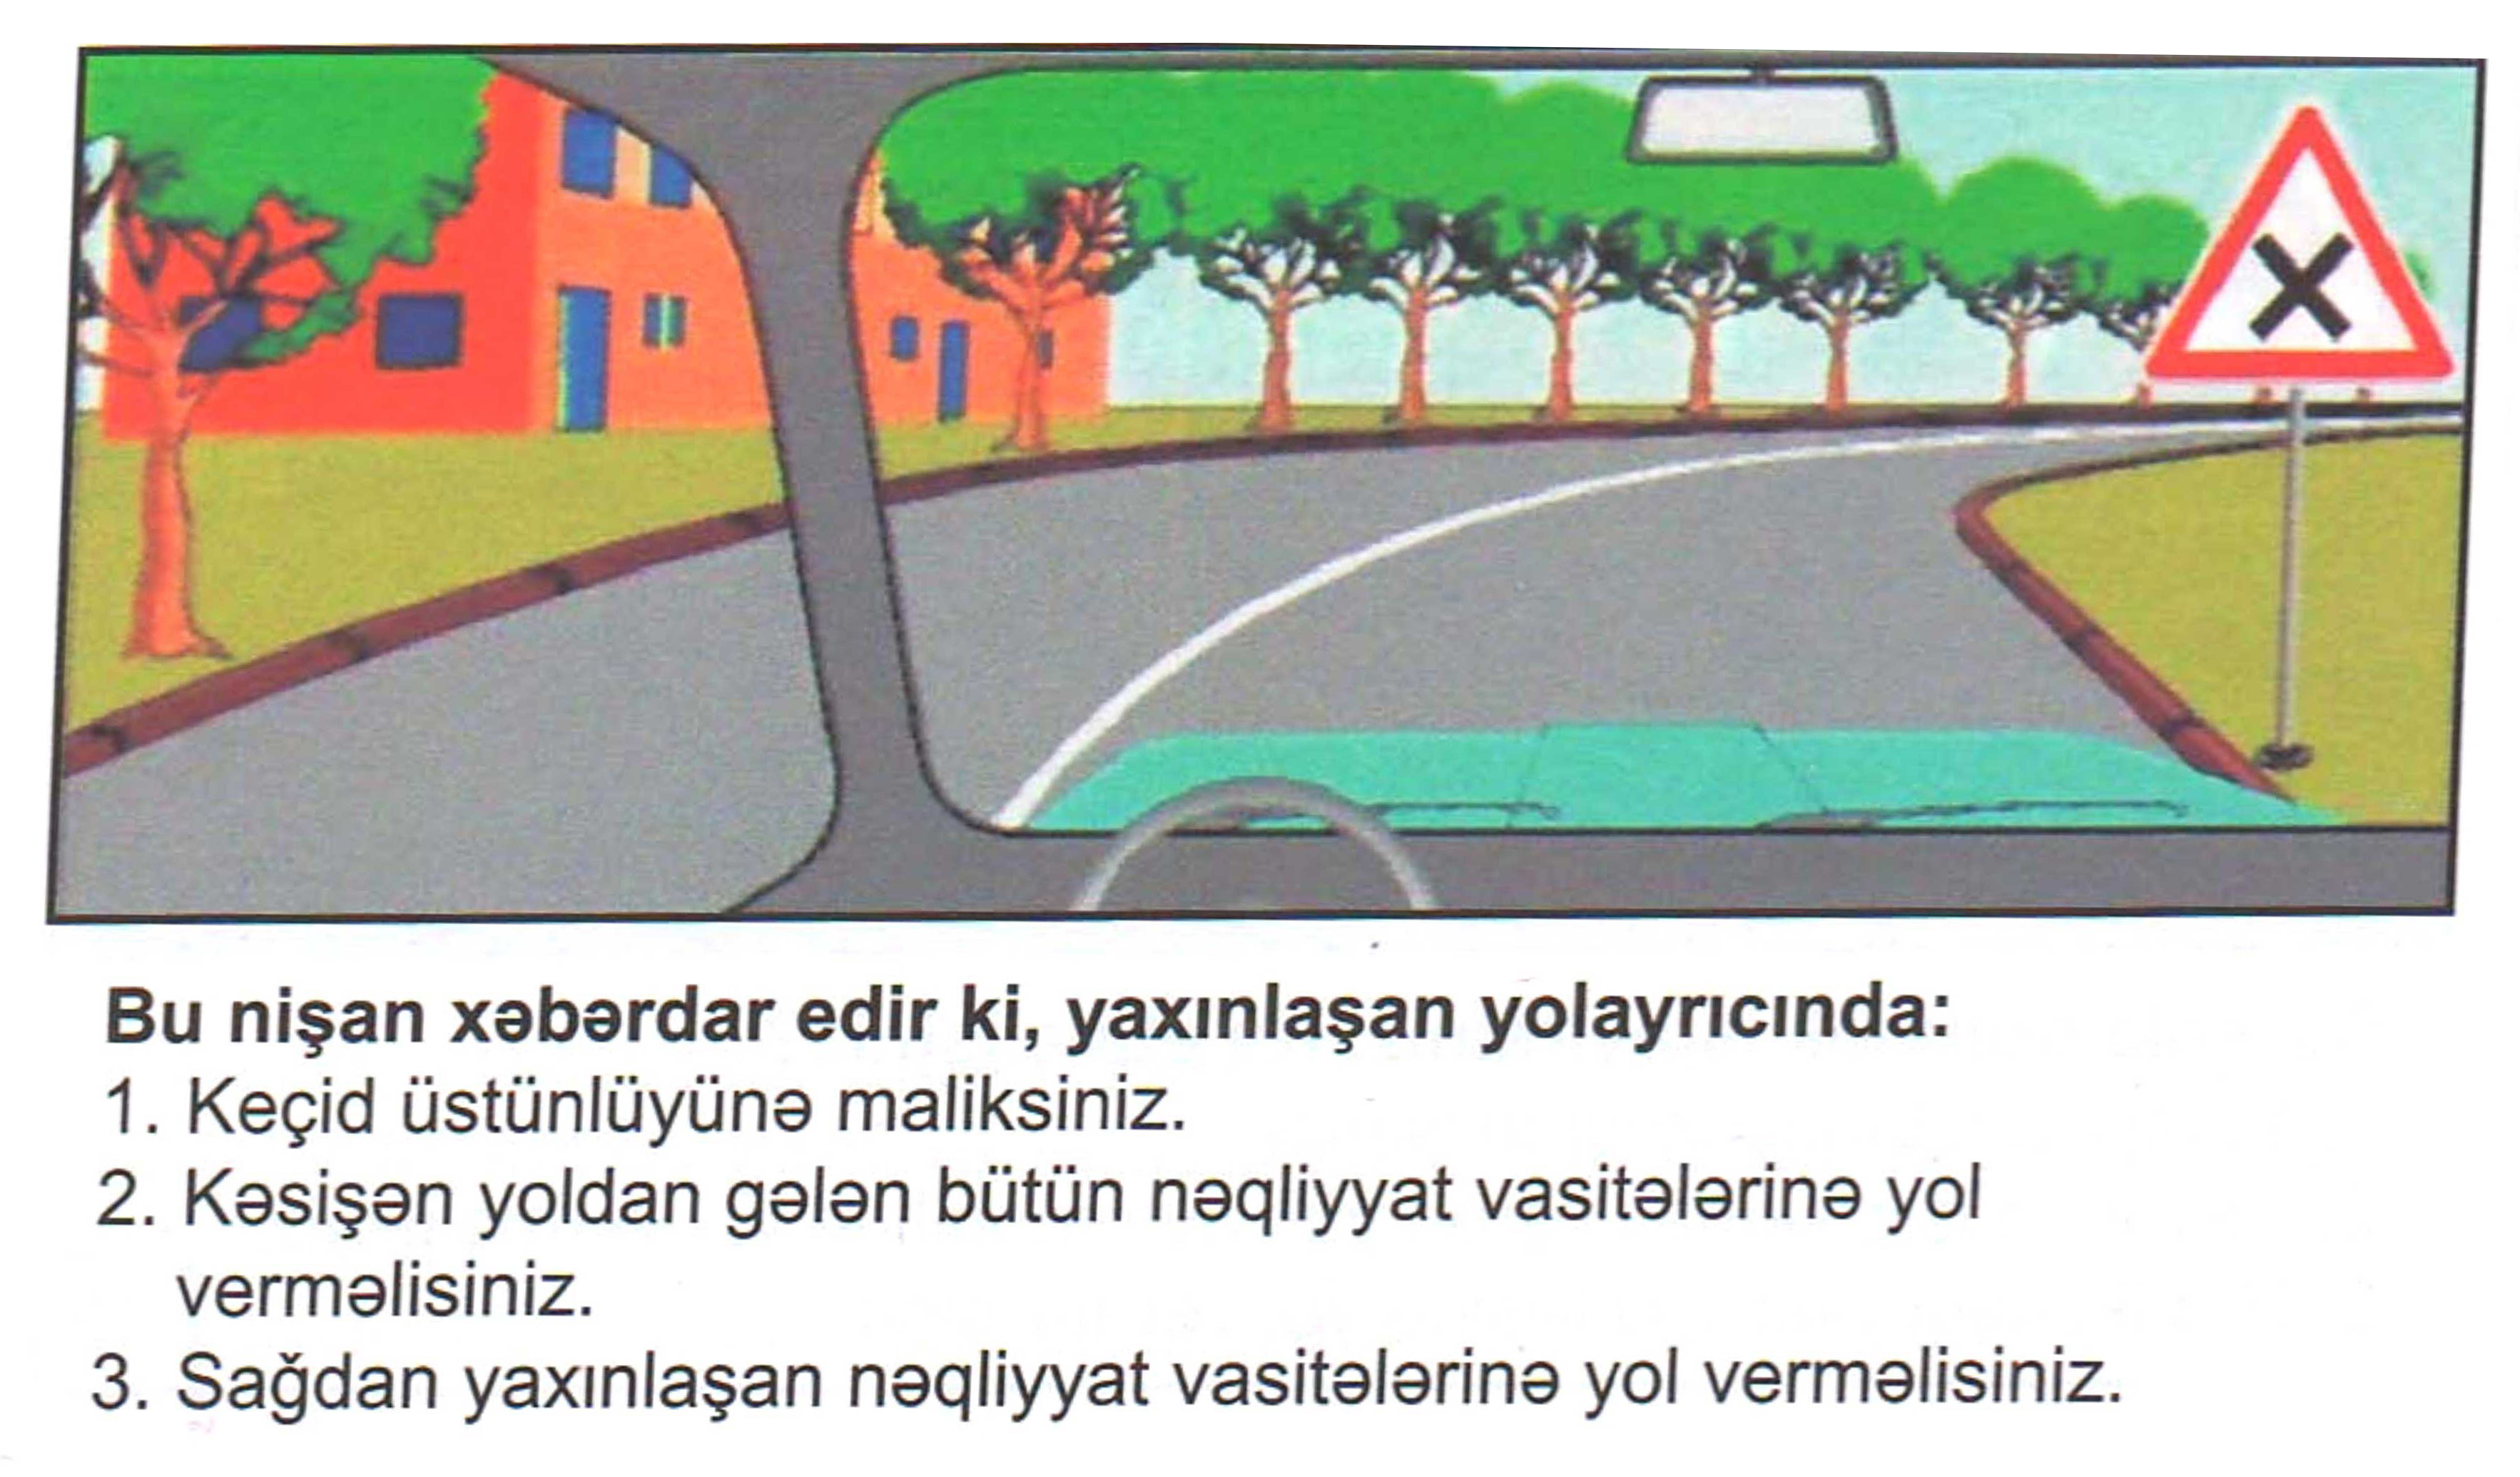 Bu nişan xəbərdar edir ki, yaxınlaşan yolayrıcında:
1. Keçid üstünlüyünə maliksiniz.
2. Kəsişən yoldan gələn bütün nəqliyyat vasitələrinə yol
verməlisiniz.
3. Sağdan yaxınlaşan nəqliyyat vasitələrinə yol verməlisiniz.